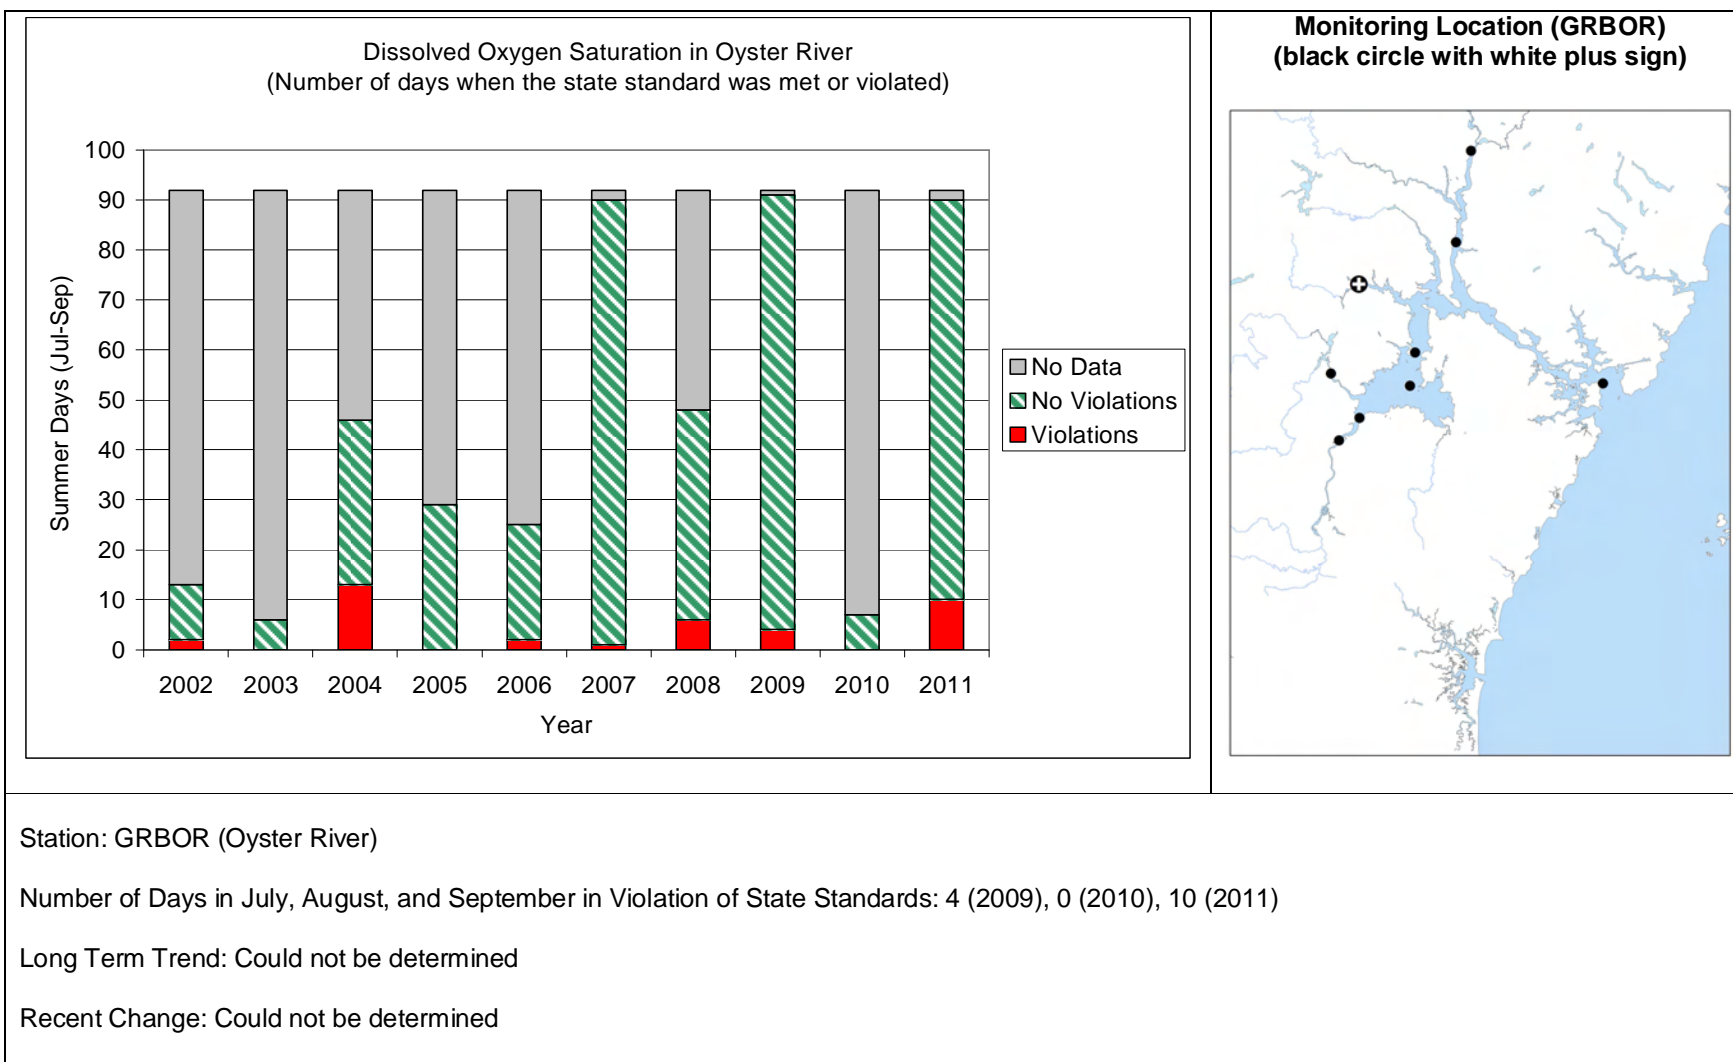 Dissolved Oxygen Saturation in Oyster River
(Number of days when the state standard was met or violated)
100
90
80
70
60
50
40
30
20
10
0
Summer Days (Jul-Sep)
2002 2003 2004 2005 2006 2007 2008 2009 2010 2011
Year
No Data
No Violations
Violations
Monitoring Location (GRBOR)
(black circle with white plus sign)
Station: GRBOR (Oyster River)
Number of Days in July, August, and September in Violation of State Standards: 4 (2009), 0 (2010), 10 (2011)
Long Term Trend: Could not be determined
Recent Change: Could not be determined